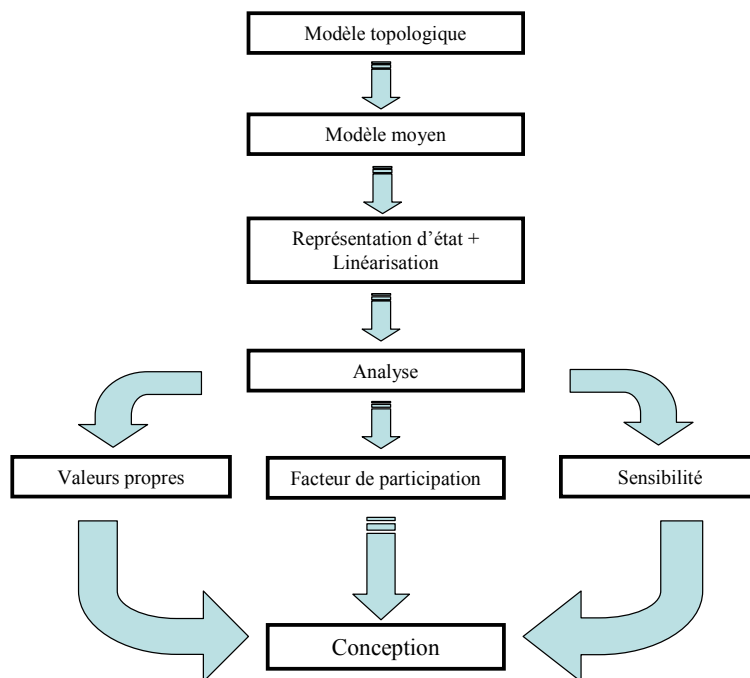 Modèle topologique
Modèle moyen
Représentation d’état +
Linéarisation
Analyse
Valeurs propres
Facteur de participation
Sensibilité
Conception